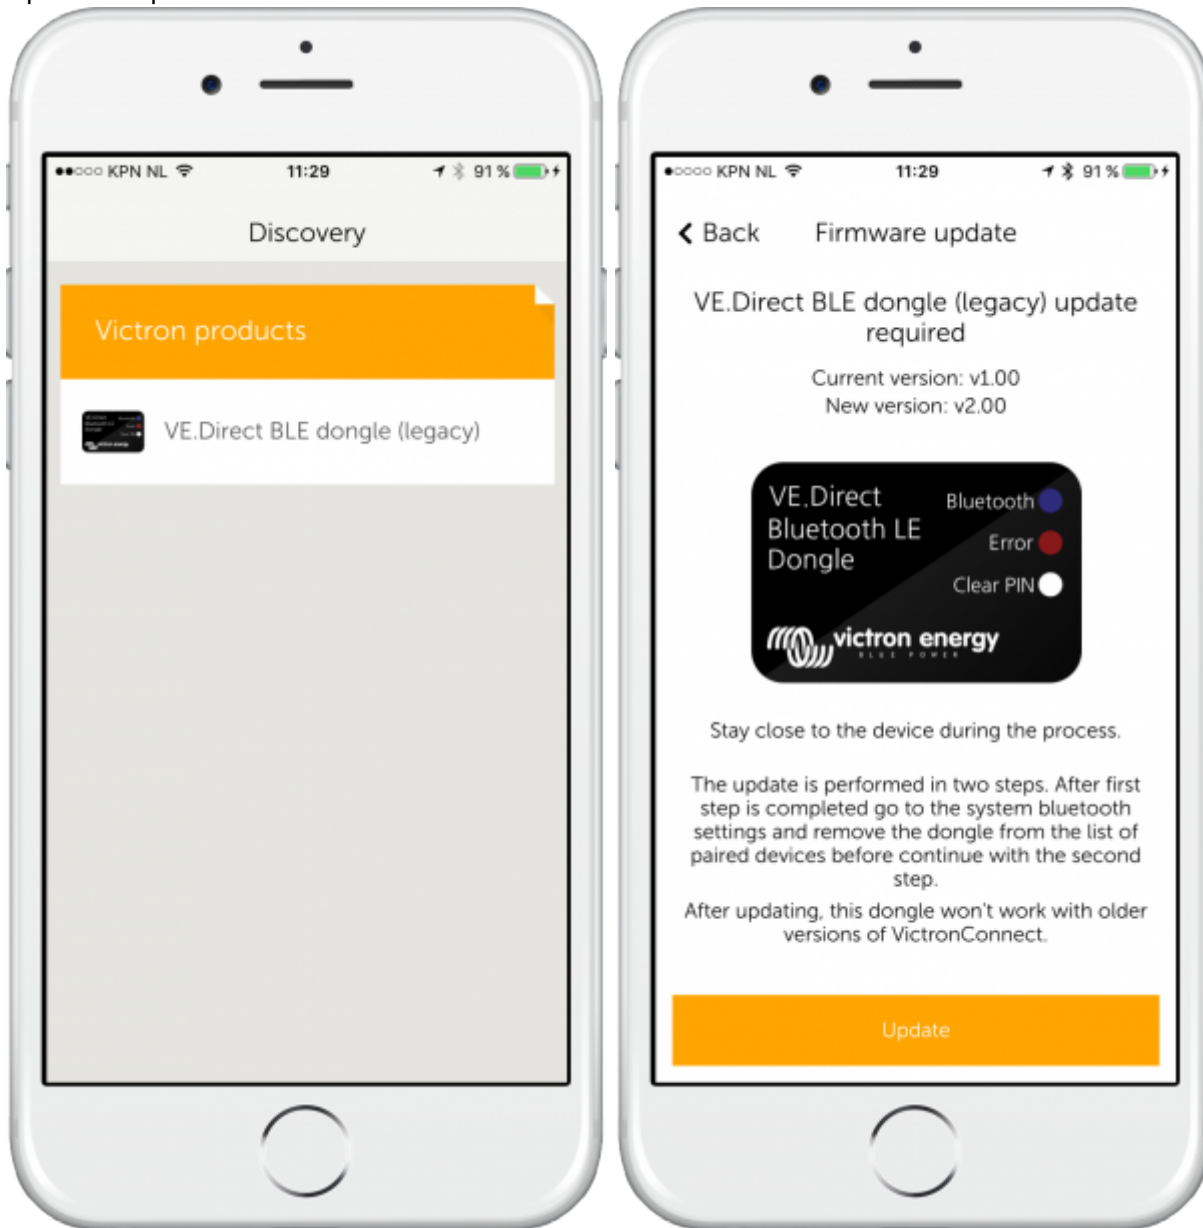 KPN NL 11:29 91 %
Discovery
Victron products
VE.Direct BLE dongle (legacy)
KPN NL 11:29 91 %
Back Firmware update
VE.Direct BLE dongle (legacy) update
required
Current version: v1.00
New version: v2.00
VE.Direct
Bluetooth LE
Dongle
Bluetooth
Error
Clear PIN
victron energy
BLUE POWER
Stay close to the device during the process.
The update is performed in two steps. After first
step is completed go to the system bluetooth
settings and remove the dongle from the list of
paired devices before continue with the second
step.
After updating, this dongle won't work with older
versions of VictronConnect.
Update